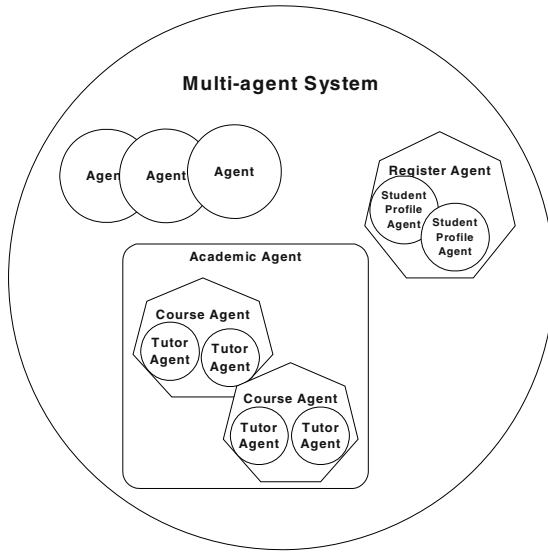 Multi-agent System
Agent
Agent
Agent
Register Agent
Student
Profile
Agent
Student
Profile
Agent
Academic Agent
Course Agent
Tutor
Agent
Tutor
Agent
Course Agent
Tutor
Agent
Tutor
Agent